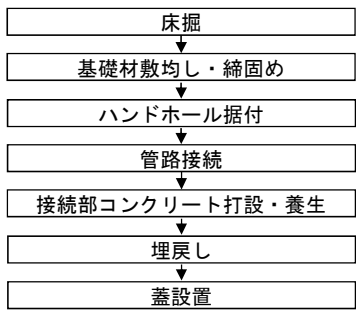 床掘
基礎材敷均し・締固め
ハンドホール据付
管路接続
接続部コンクリート打設・養生
埋戻し
蓋設置